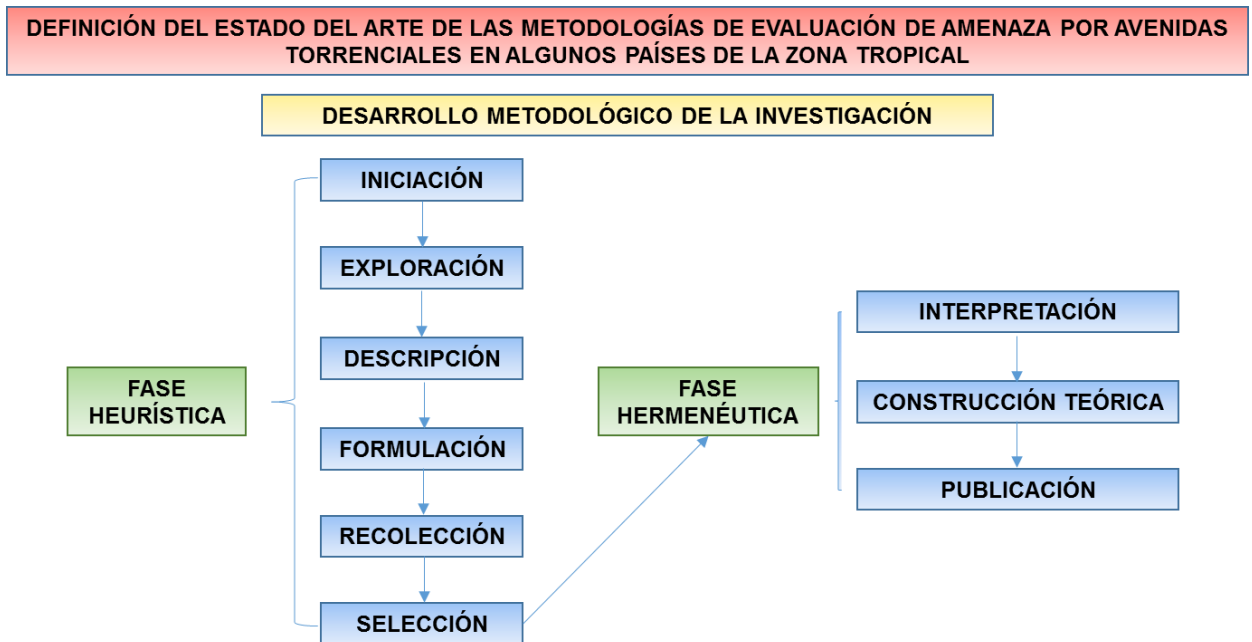 DEFINICIÓN DEL ESTADO DEL ARTE DE LAS METODOLOGÍAS DE EVALUACIÓN DE AMENAZA POR AVENIDAS
TORRENCIALES EN ALGUNOS PAÍSES DE LA ZONA TROPICAL
DESARROLLO METODOLÓGICO DE LA INVESTIGACIÓN
FASE
HEURÍSTICA
INICIACIÓN
EXPLORACIÓN
DESCRIPCIÓN
FORMULACIÓN
RECOLECCIÓN
SELECCIÓN
FASE
HERMENÉUTICA
INTERPRETACIÓN
CONSTRUCCIÓN TEÓRICA
PUBLICACIÓN